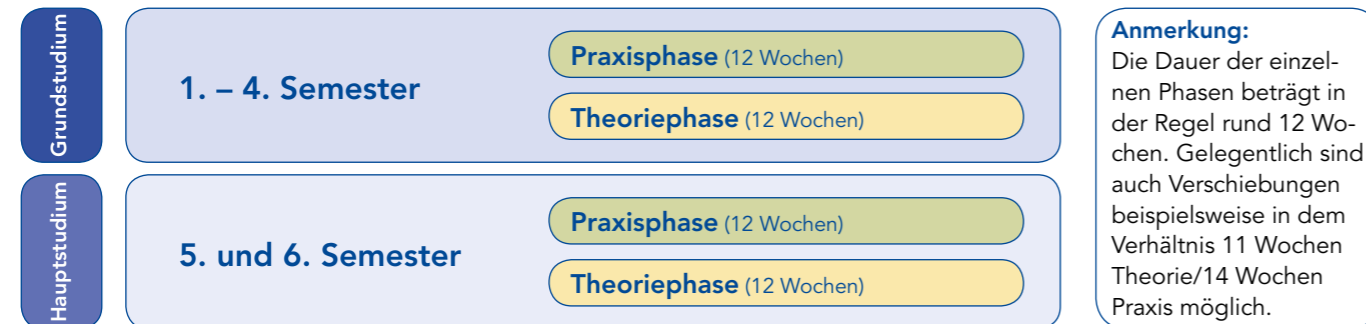 Grundstudium
1. – 4. Semester
Praxisphase (12 Wochen)
Theoriephase (12 Wochen)
Hauptstudium
5. und 6. Semester
Praxisphase (12 Wochen)
Theoriephase (12 Wochen)
Anmerkung:
Die Dauer der einzel-
nen Phasen beträgt in
der Regel rund 12 Wo-
chen. Gelegentlich sind
auch Verschiebungen
beispielsweise in dem
Verhältnis 11 Wochen
Theorie/14 Wochen
Praxis möglich.